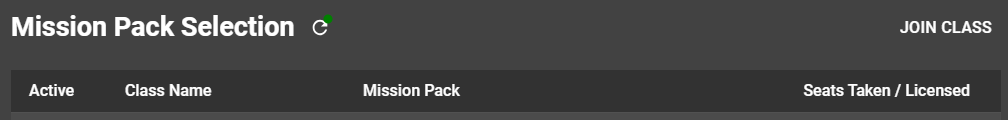 Mission Pack Selection JOIN CLASS
Active Class Name Mission Pack Seats Taken / Licensed